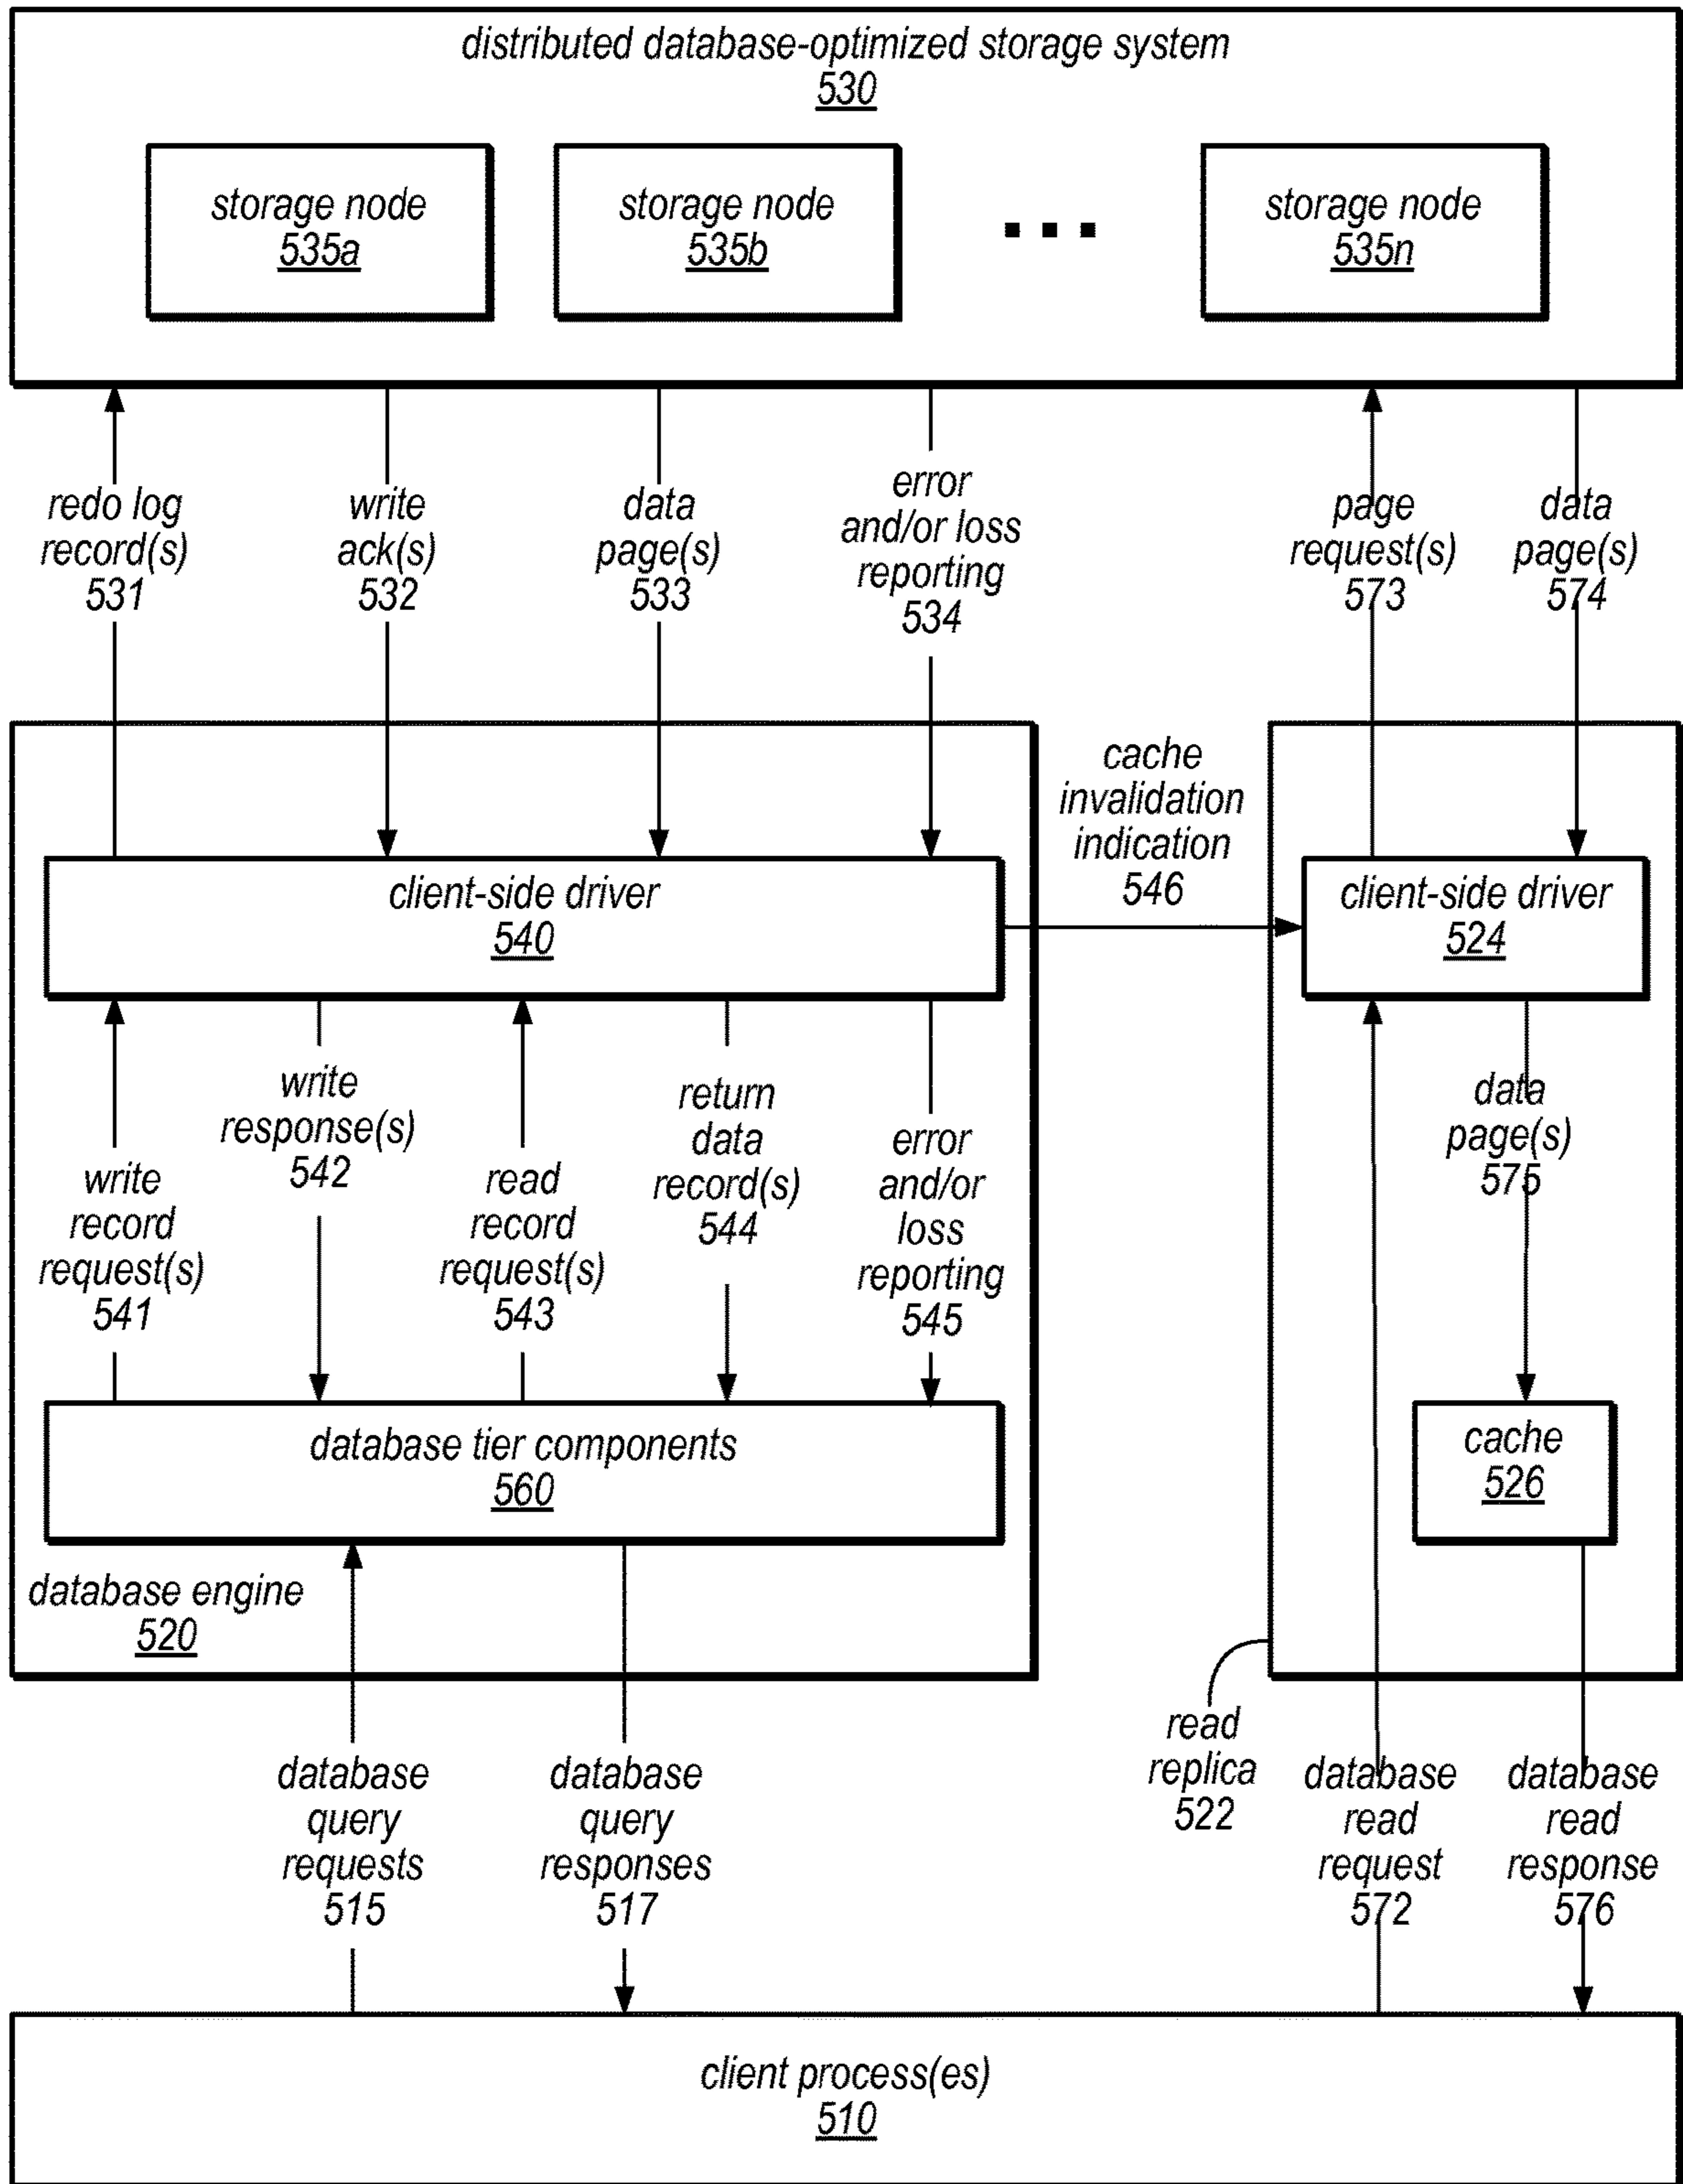 distributed database-optimized storage system
530
storage node
535a
storage node
535b
storage node
535n
redo log
record(s)
531
write
ack(s)
532
data
page(s)
533
error
and/or loss
reporting
534
page
request(s)
573
data
page(s)
574
cache
invalidation
indication
546
client-side driver
540
client-side driver
524
write
record
request(s)
541
write
response(s)
542
read
record
request(s)
543
return
data
record(s)
544
error
and/or
loss
reporting
545
data
page(s)
575
database tier components
560
cache
526
database engine
520
read
replica
522
database
query
requests
515
database
query
responses
517
database
read
request
572
database
read
response
576
client process(es)
510